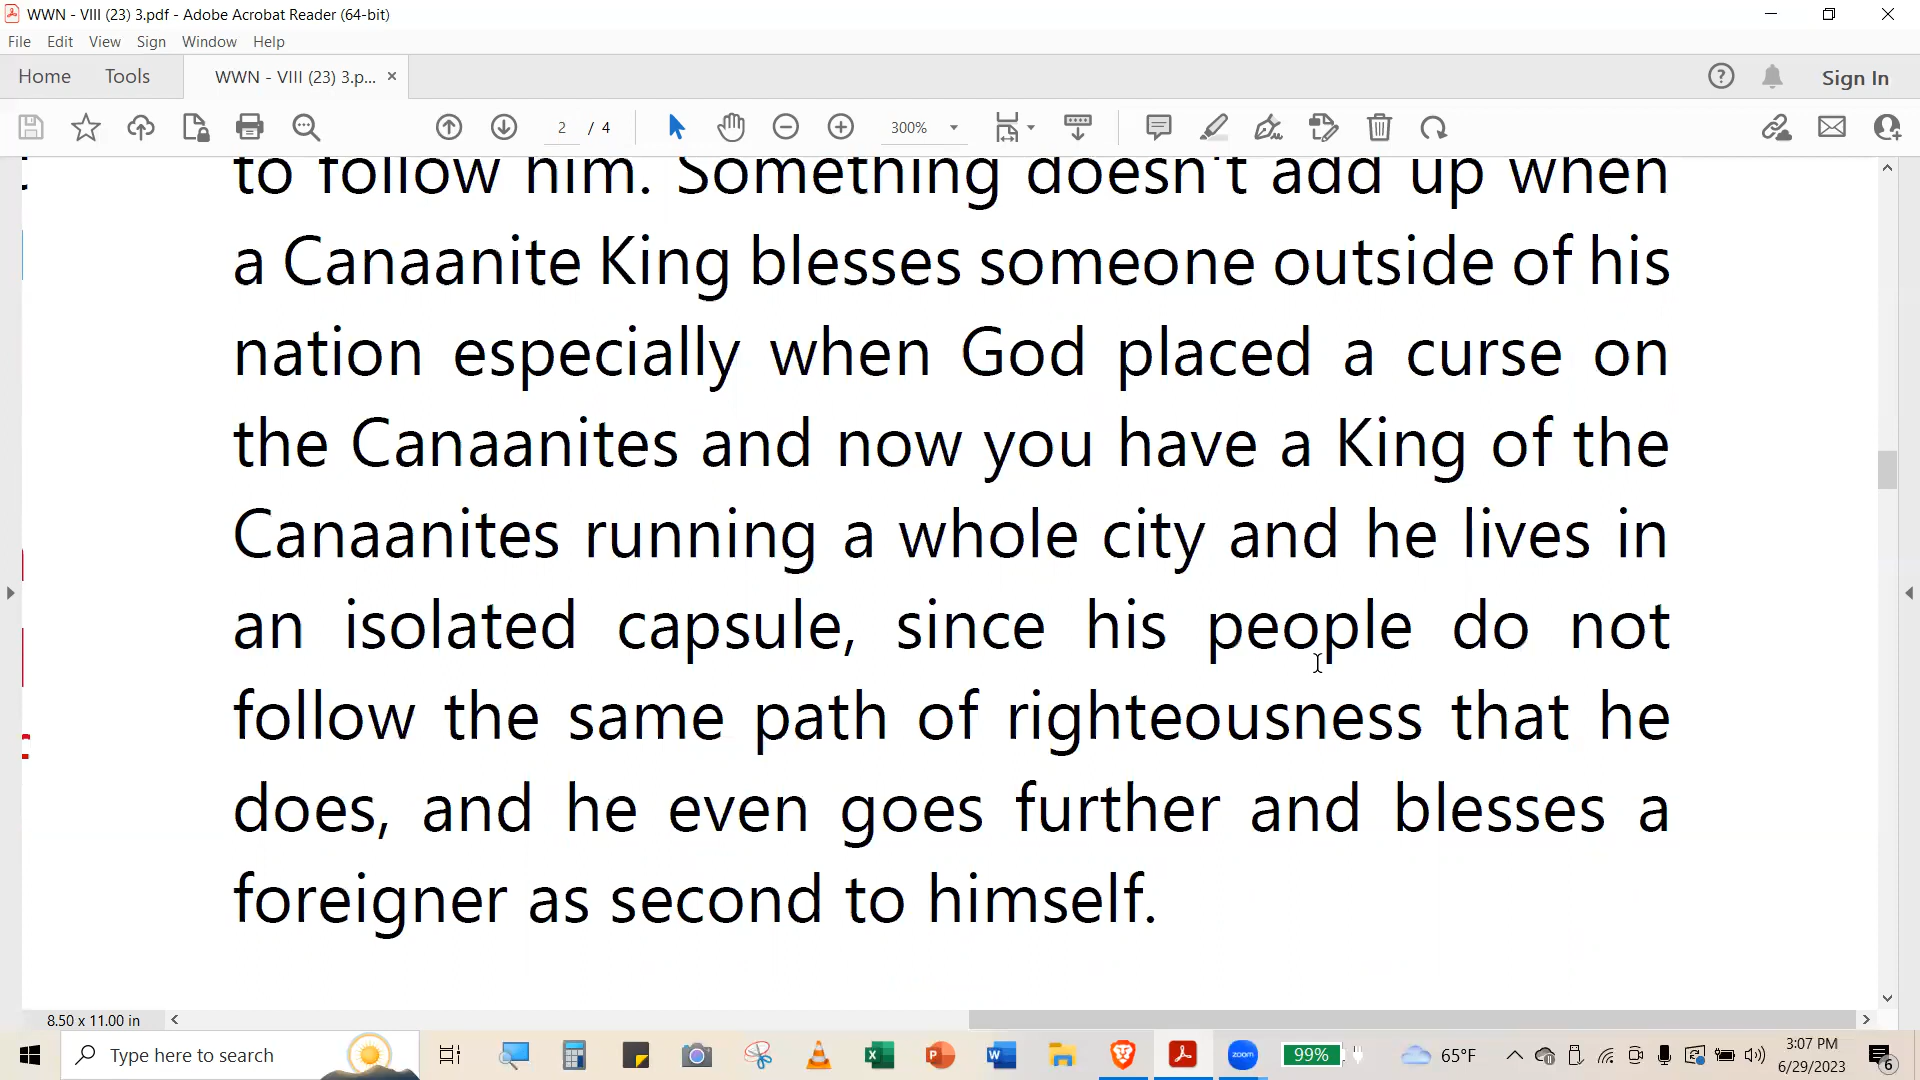 WWN - VIII (23) 3.pdf - Adobe Acrobat Reader (64-bit)
File Edit View Sign Window Help
Home Tools WWN - VIII (23) 3.p... × Sign In
2 / 4 300%
to follow him. Something doesn't add up when
a Canaanite King blesses someone outside of his
nation especially when God placed a curse on
the Canaanites and now you have a King of the
Canaanites running a whole city and he lives in
an isolated capsule, since his people do not
follow the same path of righteousness that he
does, and he even goes further and blesses a
foreigner as second to himself.
8.50 x 11.00 in
Type here to search
zoom
99%
65°F
3:07 PM
6/29/2023
6